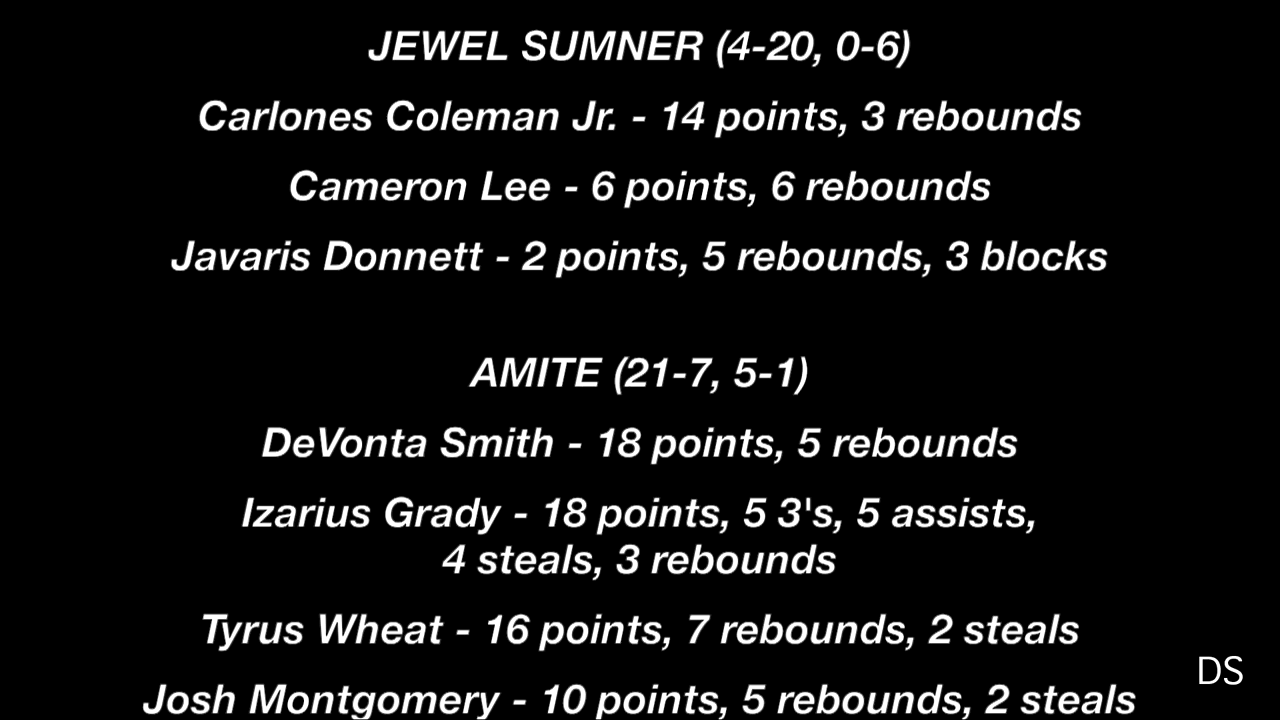 JEWEL SUMNER (4-20, 0-6)
Carlones Coleman Jr. - 14 points, 3 rebounds
Cameron Lee - 6 points, 6 rebounds
Javaris Donnett - 2 points, 5 rebounds, 3 blocks
AMITE (21-7, 5-1)
DeVonta Smith - 18 points, 5 rebounds
Izarius Grady - 18 points, 5 3's, 5 assists,
4 steals, 3 rebounds
Tyrus Wheat - 16 points, 7 rebounds, 2 steals
DS
Josh Montgomery - 10 points, 5 rebounds, 2 steals